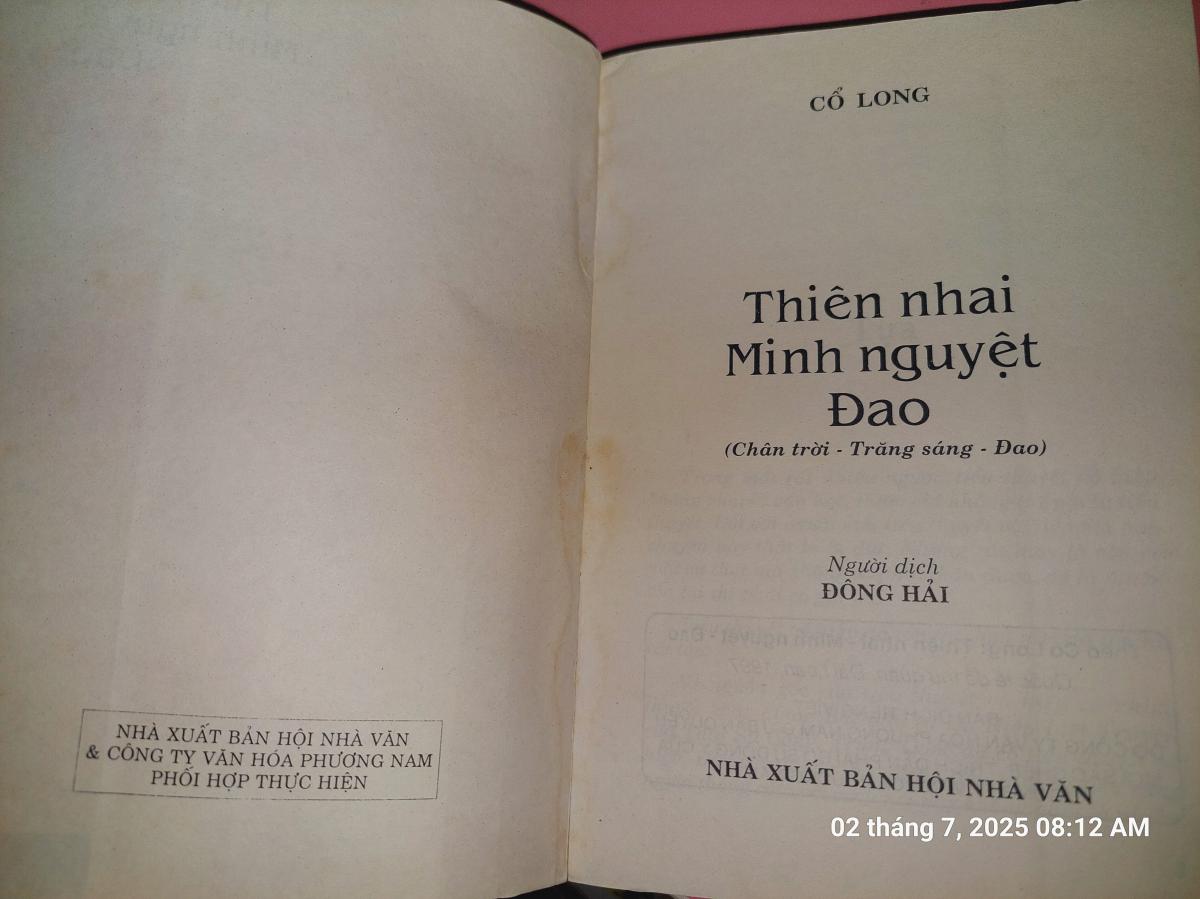 NHÀ XUẤT BẢN HỘI NHÀ VĂN
& CÔNG TY VĂN HÓA PHƯƠNG NAM
PHỐI HỢP THỰC HIỆN
CỔ LONG
Thiên nhai
Minh nguyệt
Đao
(Chân trời - Trăng sáng - Đao)
Người dịch
ĐÔNG HẢI
NHÀ XUẤT BẢN HỘI NHÀ VĂN
02 tháng 7, 2025 08:12 AM